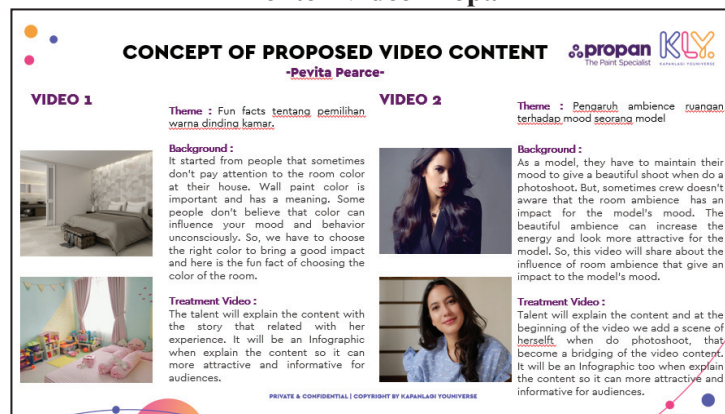 CONCEPT OF PROPOSED VIDEO CONTENT
-Pevita Pearce-
propan
The Paint Specialist
KLY.
KAPANLAGI YOUNIVERSE
VIDEO 1
Theme : Fun facts tentang pemilihan
warna dinding kamar.
Background :
It started from people that sometimes
don't pay attention to the room color
at their house. Wall paint color is
important and has a meaning. Some
people don't believe that color can
influence your mood and behavior
unconsciously. So, we have to choose
the right color to bring a good impact
and here is the fun fact of choosing the
color of the room.
Treatment Video :
The talent will explain the content with
the story that related with her
experience. It will be an Infographic
when explain the content so it can
more attractive and informative for
audiences.
VIDEO 2
Theme : Pengaruh ambience ruangan
terhadap mood seorang model
Background :
As a model, they have to maintain their
mood to give a beautiful shoot when do a
photoshoot. But, sometimes crew doesn't
aware that the room ambience has an
impact for the model's mood. The
beautiful ambience can increase the
energy and look more attractive for the
model. So, this video will share about the
influence of room ambience that give an
impact to the model's mood.
Treatment Video :
Talent will explain the content and at the
beginning of the video we add a scene of
herselft when do photoshoot, that
become a bridging of the video content.
It will be an Infographic too when explain
the content so it can more attractive and
informative for audiences.
PRIVATE & CONFIDENTIAL | COPYRIGHT BY KAPANLAGI YOUNIVERSE